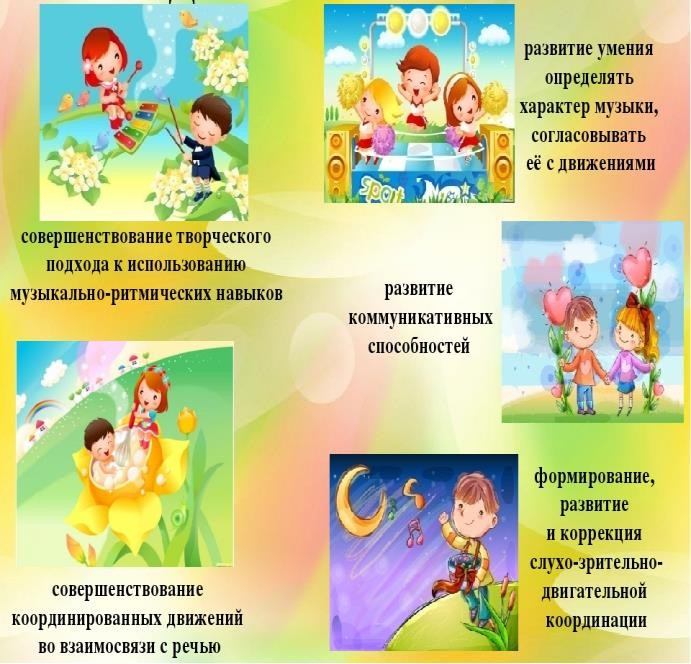 развитие умения
определять
характер музыки,
согласовывать
её с движениями
совершенствование творческого
подхода к использованию
музыкально-ритмических навыков
развитие
коммуникативных
способностей
формирование,
развитие
и коррекция
слухо-зрительно-
двигательной
координации
совершенствование
координированных движений
во взаимосвязи с речью